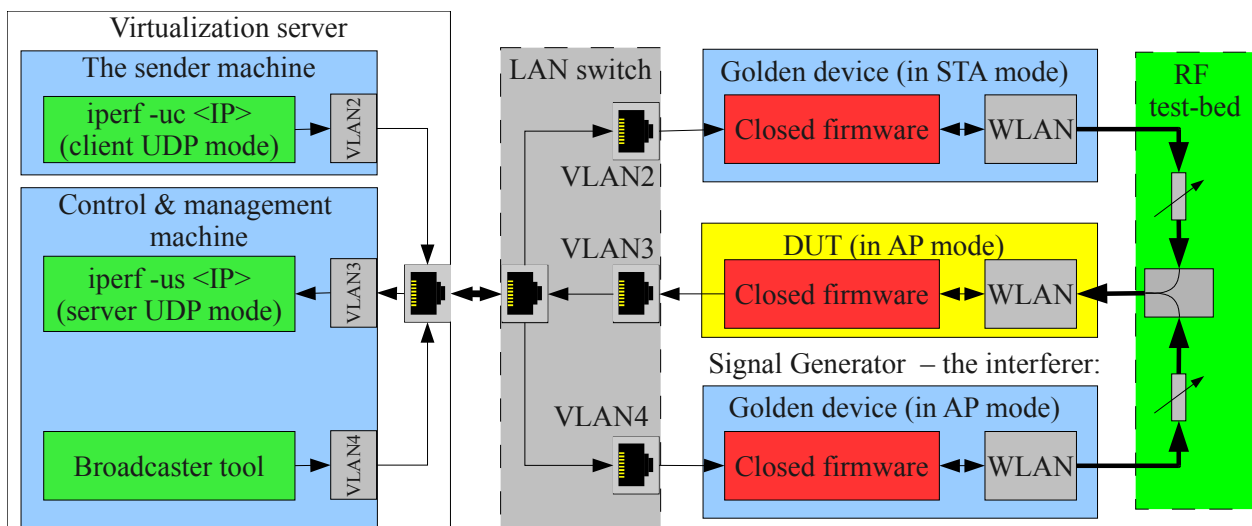 Virtualization server
The sender machine
iperf -uc <IP>
(client UDP mode)
VLAN2
Control & management
machine
iperf -us <IP>
(server UDP mode)
VLAN3
Broadcaster tool
VLAN4
LAN switch
VLAN2
VLAN3
VLAN4
Golden device (in STA mode)
Closed firmware
WLAN
DUT (in AP mode)
Closed firmware
WLAN
Signal Generator – the interferer:
Golden device (in AP mode)
Closed firmware
WLAN
RF
test-bed